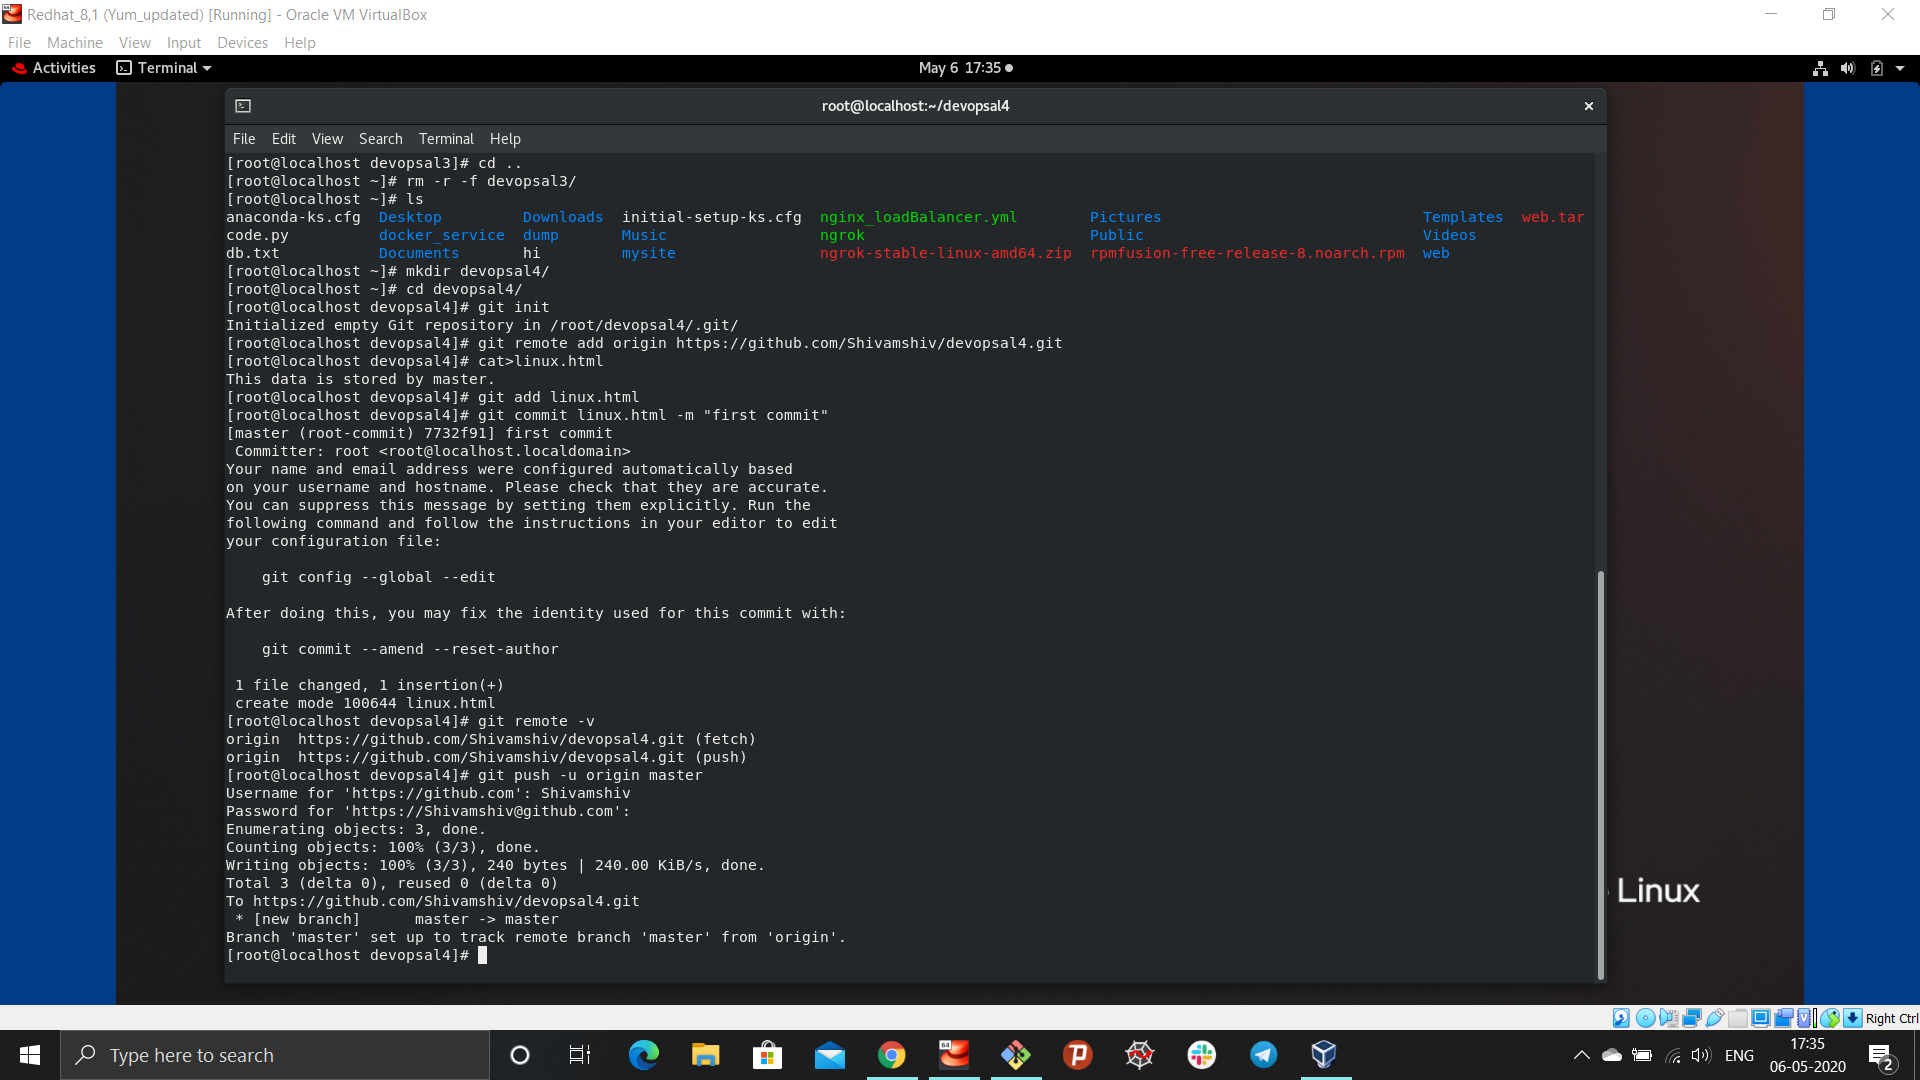 Redhat_8,1 (Yum_updated) [Running] - Oracle VM VirtualBox
File Machine View Input Devices Help
Activities Terminal May 6 17:35
root@localhost:~/devopsal4
File Edit View Search Terminal Help
[root@localhost devopsal3]# cd ..
[root@localhost ~]# rm -r -f devopsal3/
[root@localhost ~]# ls
anaconda-ks.cfg Desktop Downloads initial-setup-ks.cfg nginx_loadBalancer.yml Pictures Templates web.tar
code.py docker_service dump Music ngrok Public Videos
db.txt Documents hi mysite ngrok-stable-linux-amd64.zip rpmfusion-free-release-8.noarch.rpm web
[root@localhost ~]# mkdir devopsal4/
[root@localhost ~]# cd devopsal4/
[root@localhost devopsal4]# git init
Initialized empty Git repository in /root/devopsal4/.git/
[root@localhost devopsal4]# git remote add origin https://github.com/Shivamshiv/devopsal4.git
[root@localhost devopsal4]# cat>linux.html
This data is stored by master.
[root@localhost devopsal4]# git add linux.html
[root@localhost devopsal4]# git commit linux.html -m "first commit"
[master (root-commit) 7732f91] first commit
Committer: root <root@localhost.localdomain>
Your name and email address were configured automatically based
on your username and hostname. Please check that they are accurate.
You can suppress this message by setting them explicitly. Run the
following command and follow the instructions in your editor to edit
your configuration file:
git config --global --edit
After doing this, you may fix the identity used for this commit with:
git commit --amend --reset-author
1 file changed, 1 insertion(+)
create mode 100644 linux.html
[root@localhost devopsal4]# git remote -v
origin https://github.com/Shivamshiv/devopsal4.git (fetch)
origin https://github.com/Shivamshiv/devopsal4.git (push)
[root@localhost devopsal4]# git push -u origin master
Username for 'https://github.com': Shivamshiv
Password for 'https://Shivamshiv@github.com':
Enumerating objects: 3, done.
Counting objects: 100% (3/3), done.
Writing objects: 100% (3/3), 240 bytes | 240.00 KiB/s, done.
Total 3 (delta 0), reused 0 (delta 0)
To https://github.com/Shivamshiv/devopsal4.git
* [new branch] master -> master
Branch 'master' set up to track remote branch 'master' from 'origin'.
[root@localhost devopsal4]#
Linux
Right Ctrl
Type here to search
64
ENG
17:35
06-05-2020
2